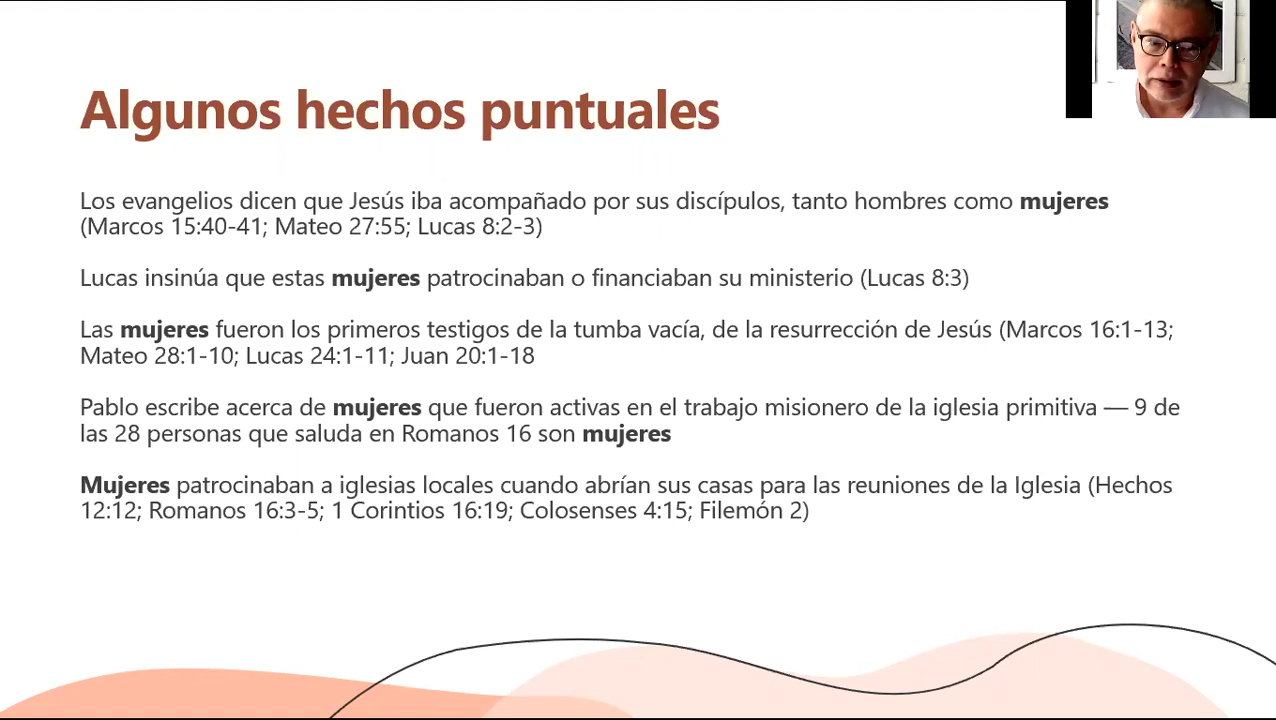 Algunos hechos puntuales
Los evangelios dicen que Jesús iba acompañado por sus discípulos, tanto hombres como mujeres
(Marcos 15:40-41; Mateo 27:55; Lucas 8:2-3)
Lucas insinúa que estas mujeres patrocinaban o financiaban su ministerio (Lucas 8:3)
Las mujeres fueron los primeros testigos de la tumba vacía, de la resurrección de Jesús (Marcos 16:1-13;
Mateo 28:1-10; Lucas 24:1-11; Juan 20:1-18
Pablo escribe acerca de mujeres que fueron activas en el trabajo misionero de la iglesia primitiva — 9 de
las 28 personas que saluda en Romanos 16 son mujeres
Mujeres patrocinaban a iglesias locales cuando abrían sus casas para las reuniones de la Iglesia (Hechos
12:12; Romanos 16:3-5; 1 Corintios 16:19; Colosenses 4:15; Filemón 2)